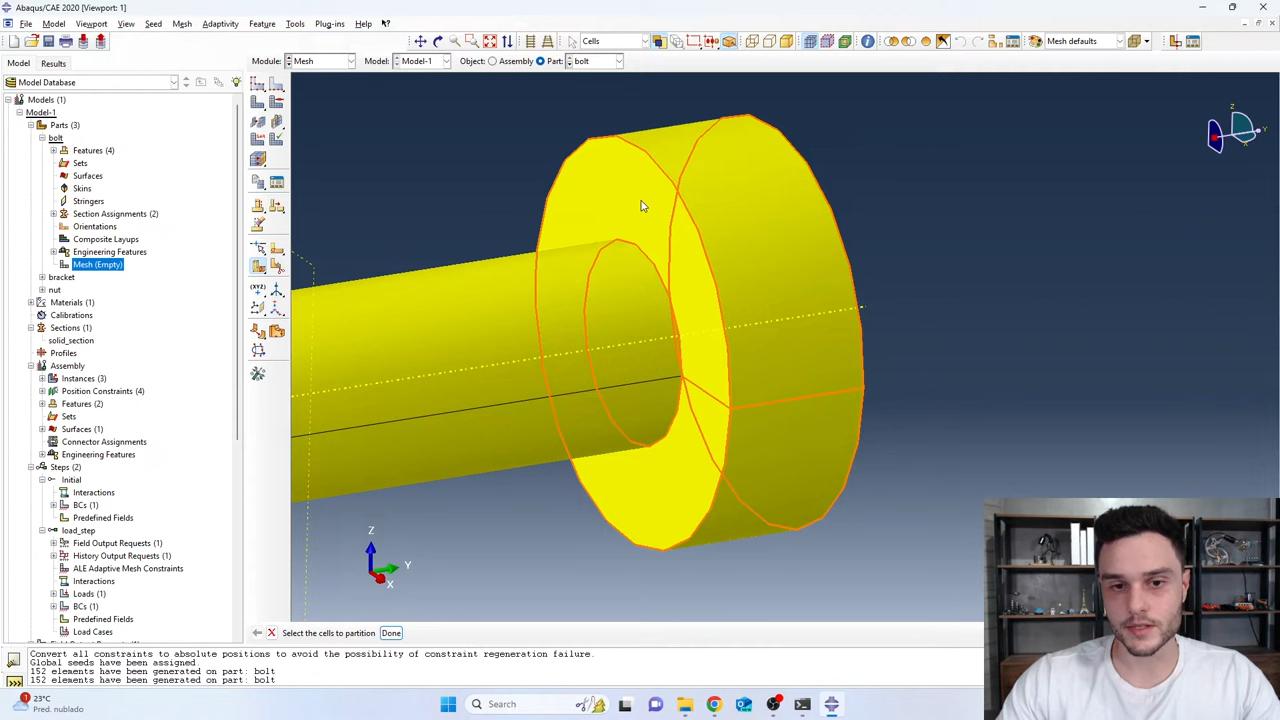 Abaqus/CAE 2020 [Viewport: 1]
File Model Viewport View Seed Mesh Adaptivity Feature Tools Plug-ins Help
Cells Mesh defaults
Model Results Module: Mesh Model: Model-1 Object: Assembly Part: bolt
Model Database
Models (1)
Model-1
Parts (3)
bolt
Features (4)
Sets
Surfaces
Skins
Stringers
Section Assignments (2)
Orientations
Composite Layups
Engineering Features
Mesh (Empty)
bracket
nut
Materials (1)
Calibrations
Sections (1)
solid_section
Profiles
Assembly
Instances (3)
Position Constraints (4)
Features (2)
Sets
Surfaces (1)
Connector Assignments
Engineering Features
Steps (2)
Initial
Interactions
BCs (1)
Predefined Fields
load_step
Field Output Requests (1)
History Output Requests (1)
ALE Adaptive Mesh Constraints
Interactions
Loads (1)
BCs (1)
Predefined Fields
Load Cases
Z
Y
X
Z
Y
X
Select the cells to partition Done
Convert all constraints to absolute positions to avoid the possibility of constraint regeneration failure.
Global seeds have been assigned.
152 elements have been generated on part: bolt
152 elements have been generated on part: bolt
23°C
Pred. nublado
Search